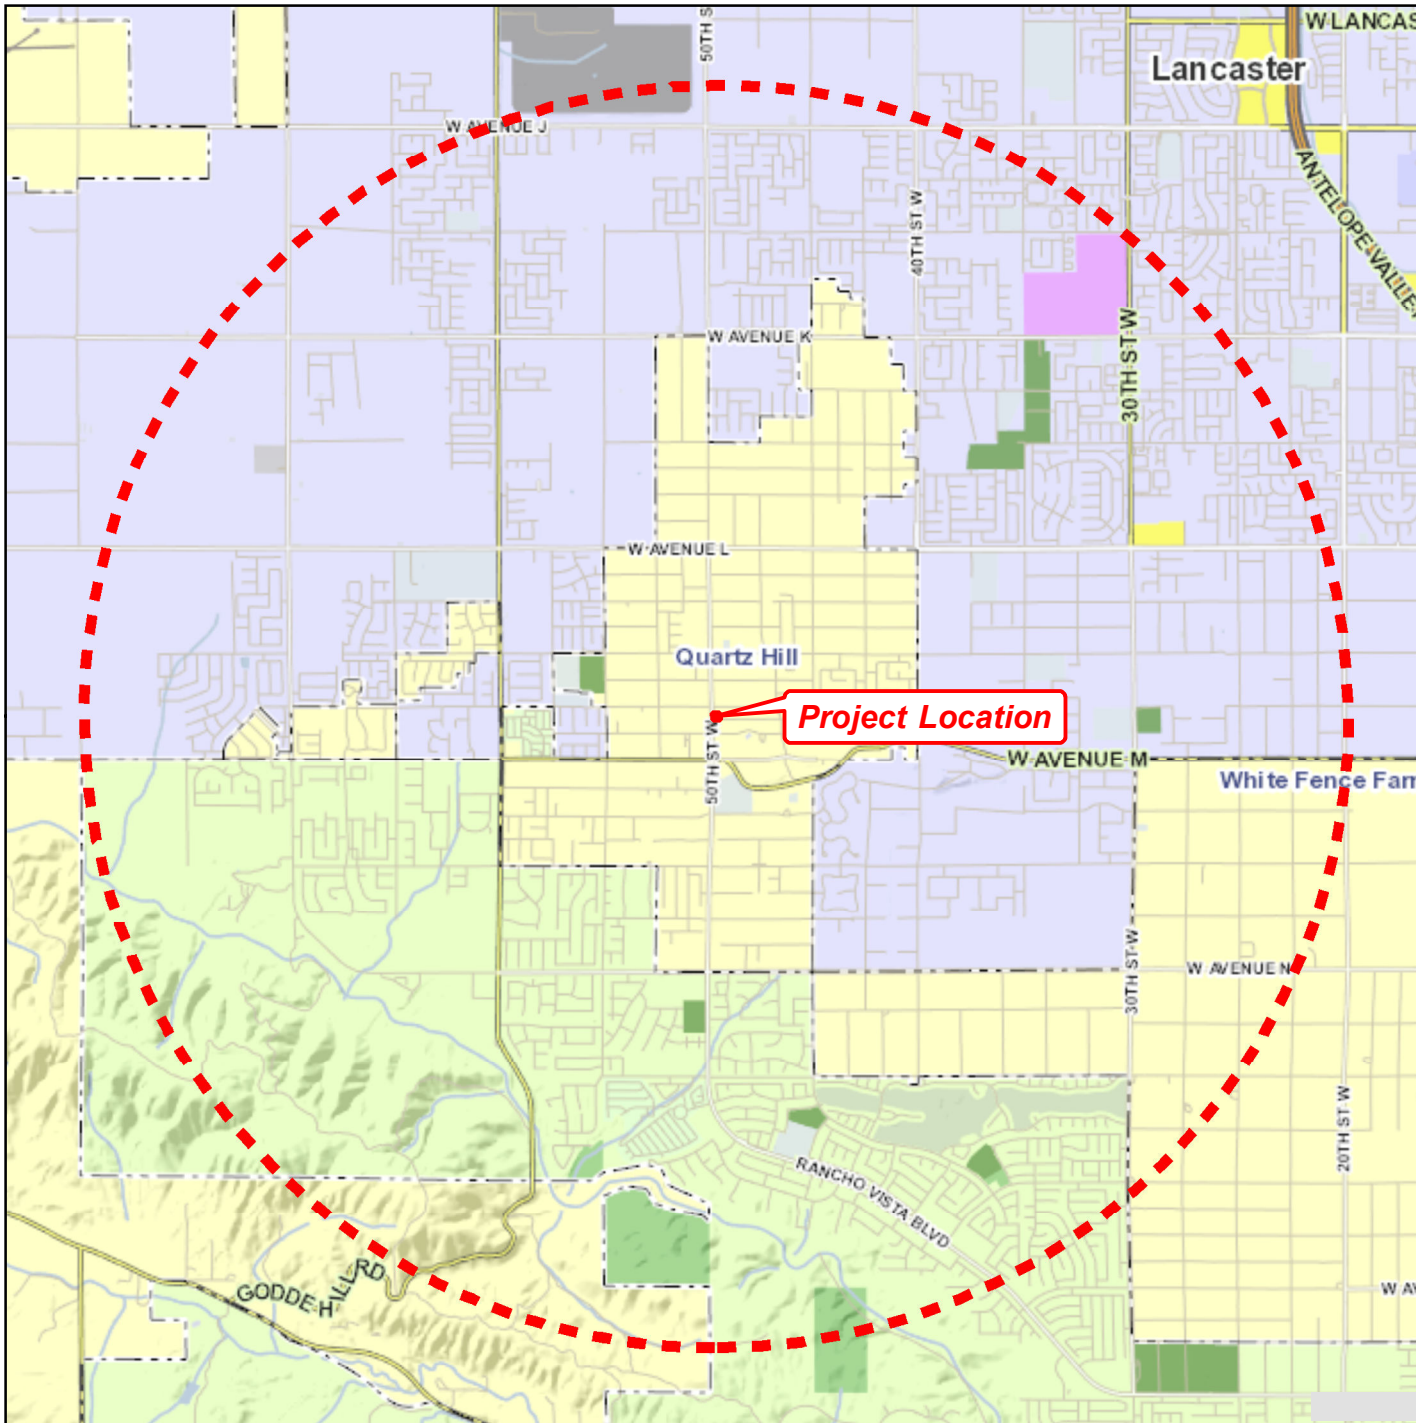 W LANCAS
50TH S
Lancaster
W AVENUE J
ANTELOPE VALLEY
40TH ST W
30TH ST W
W AVENUE K
W AVENUE L
Quartz Hill
Project Location
50TH ST W
W AVENUE M
White Fence Farm
30TH ST W
W AVENUE N
20TH ST W
RANCHO VISTA BLVD
GODDE HILL RD
W AV